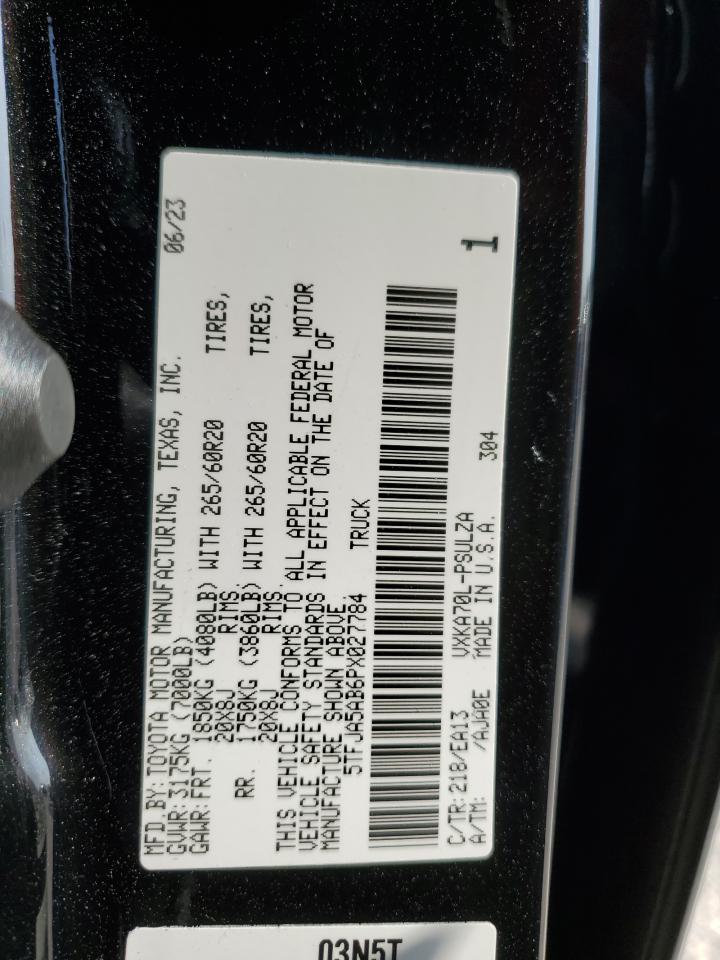 MFD.BY: TOYOTA MOTOR MANUFACTURING, TEXAS, INC. 06/23
GVWR: 3175KG (7000LB)
GAWR: FRT. 1850KG (4080LB) WITH 265/60R20 TIRES,
20X8J RIMS,
RR. 1750KG (3860LB) WITH 265/60R20 TIRES,
20X8J RIMS.
THIS VEHICLE CONFORMS TO ALL APPLICABLE FEDERAL MOTOR
VEHICLE SAFETY STANDARDS IN EFFECT ON THE DATE OF
MANUFACTURE SHOWN ABOVE.
5TFJA5AB6PX027784 TRUCK
C/TR: 218/EA13 VXKA70L-PSULZA 1
A/TM: /AJA0E MADE IN U.S.A. 304
03N5T